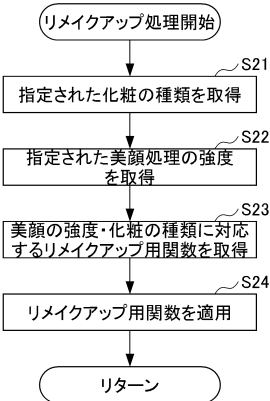 リメイクアップ処理開始
S21
指定された化粧の種類を取得
S22
指定された美顔処理の強度
を取得
S23
美顔の強度・化粧の種類に対応
するリメイクアップ用関数を取得
S24
リメイクアップ用関数を適用
リターン